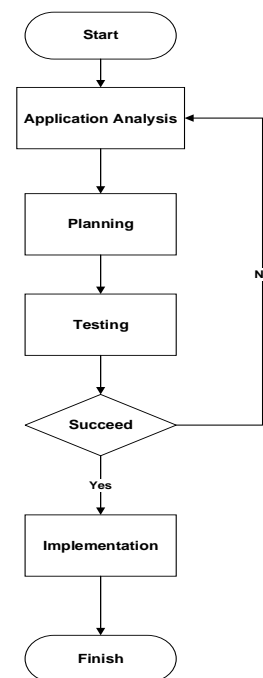 Start
Application Analysis
Planning
N
Testing
Succeed
Yes
Implementation
Finish